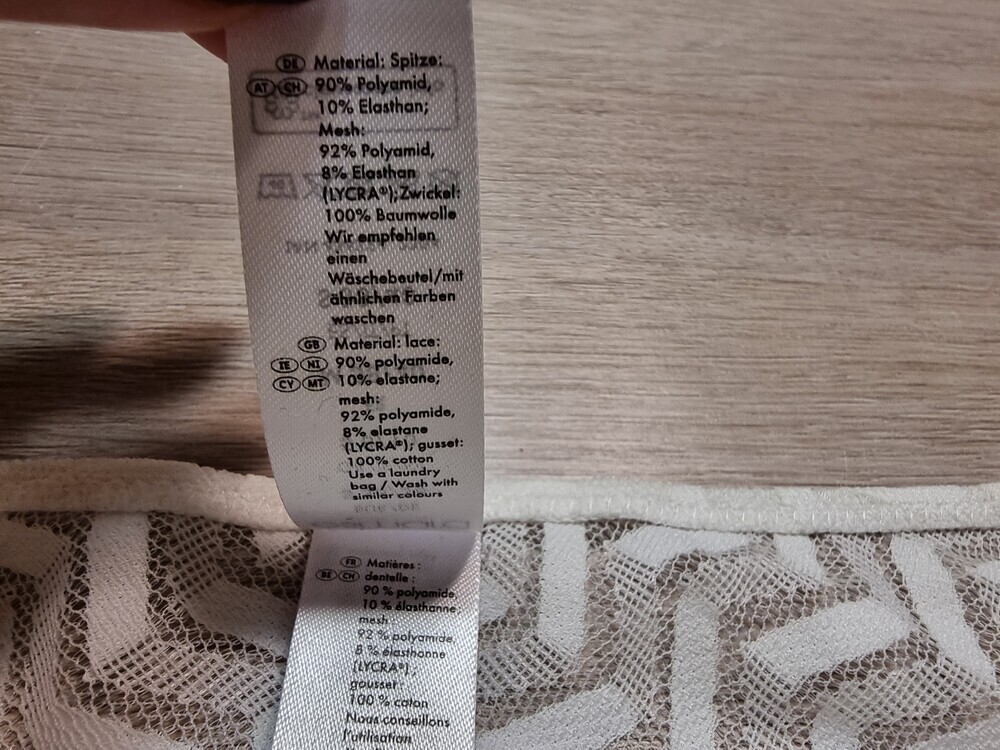 DE Material: Spitze:
AT CH 90% Polyamid,
10% Elasthan;
Mesh:
92% Polyamid,
8% Elasthan
(LYCRA®);Zwickel:
100% Baumwolle
Wir empfehlen
einen
Wäschebeutel/mit
ähnlichen Farben
waschen
GB Material: lace:
IE NI 90% polyamide,
CY MT 10% elastane;
mesh:
92% polyamide,
8% elastane
(LYCRA®); gusset:
100% cotton
Use a laundry
bag / Wash with
similar colours
FR Matières :
BE CH dentelle :
90 % polyamide,
10 % élasthanne;
mesh :
92 % polyamide,
8 % élasthanne
(LYCRA®) ;
gousset :
100 % coton
Nous conseillons
l'utilisation